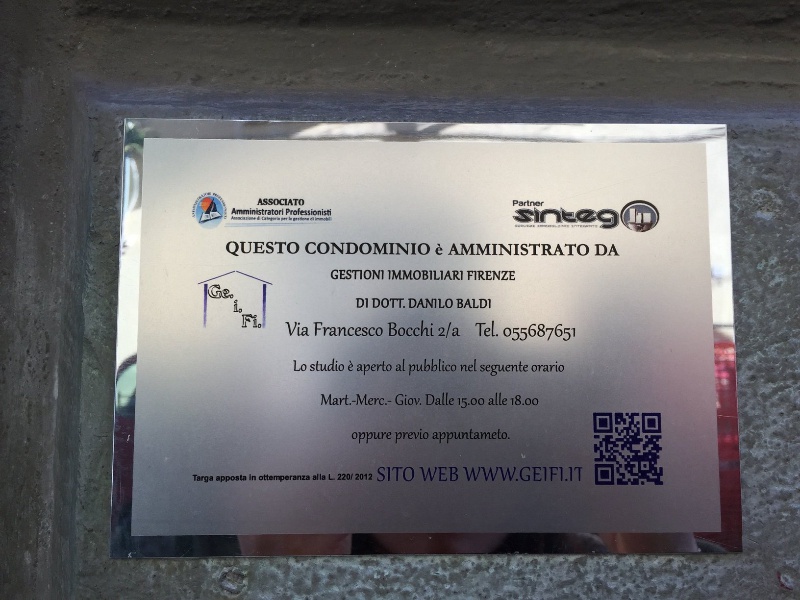 ASSOCIATO
Amministratori Professionisti
Associazione di Categoria per la gestione di immobili
Partner
sinteg
QUESTO CONDOMINIO è AMMINISTRATO DA
GESTIONI IMMOBILIARI FIRENZE
Ge.
i.
Fi.
DI DOTT. DANILO BALDI
Via Francesco Bocchi 2/a Tel. 055687651
Lo studio è aperto al pubblico nel seguente orario
Mart.-Merc.- Giov. Dalle 15.00 alle 18.00
oppure previo appuntameto.
Targa apposta in ottemperanza alla L. 220/ 2012 SITO WEB WWW.GEIFI.IT